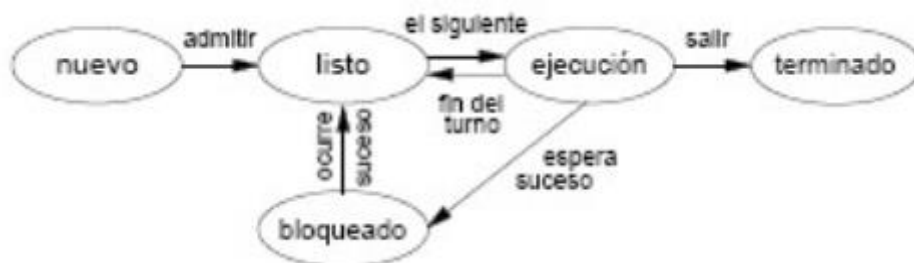 nuevo
admitir
listo
el siguiente
ejecución
salir
terminado
fin del
turno
ocurre
suceso
espera
suceso
bloqueado